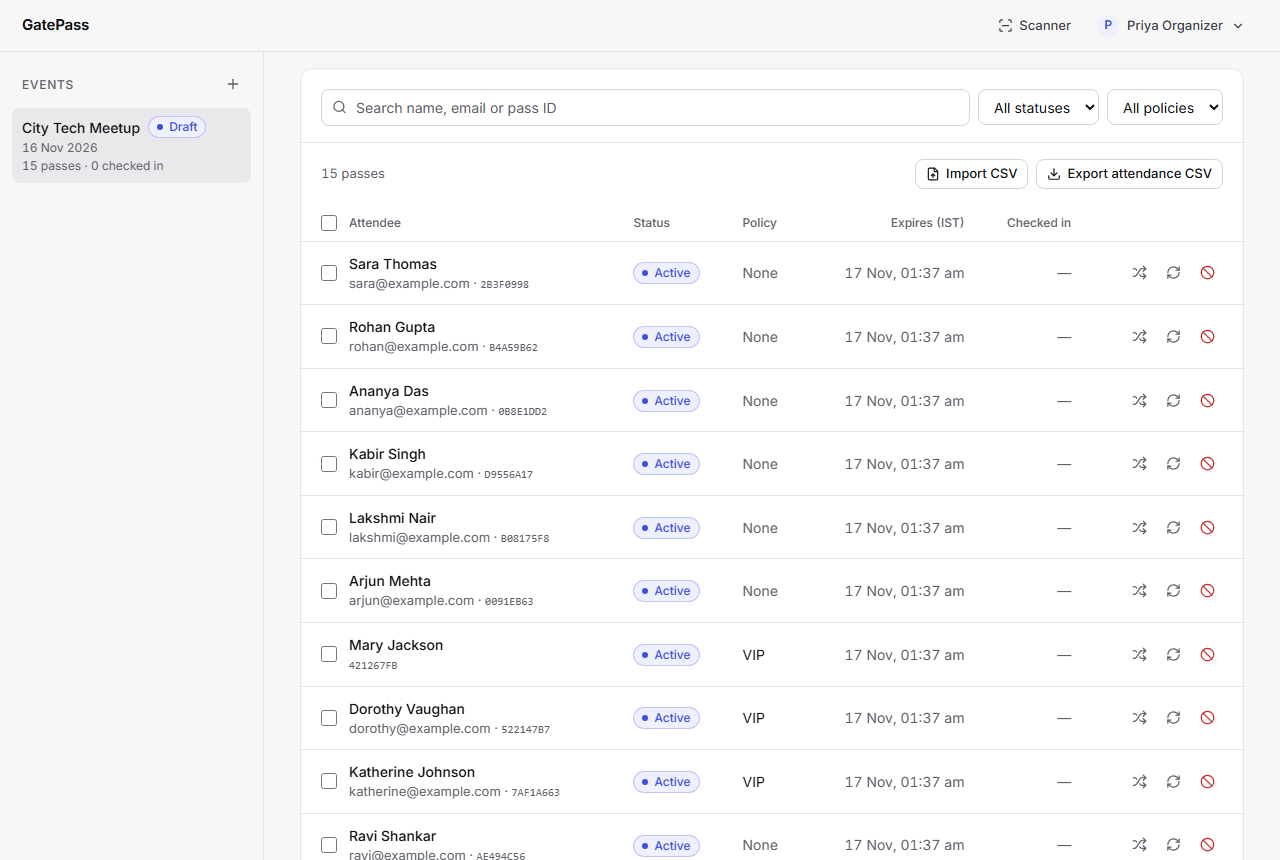 GatePass
Scanner
P
Priya Organizer
EVENTS
City Tech Meetup
Draft
16 Nov 2026
15 passes · 0 checked in
Search name, email or pass ID
All statuses
All policies
15 passes
Import CSV
Export attendance CSV
Attendee Status Policy Expires (IST) Checked in
Sara Thomas
sara@example.com · 2B3F0998
Active None 17 Nov, 01:37 am —
Rohan Gupta
rohan@example.com · B4A59B62
Active None 17 Nov, 01:37 am —
Ananya Das
ananya@example.com · 0B8E1DD2
Active None 17 Nov, 01:37 am —
Kabir Singh
kabir@example.com · D9556A17
Active None 17 Nov, 01:37 am —
Lakshmi Nair
lakshmi@example.com · B08175F8
Active None 17 Nov, 01:37 am —
Arjun Mehta
arjun@example.com · 0091EB63
Active None 17 Nov, 01:37 am —
Mary Jackson
421267FB
Active VIP 17 Nov, 01:37 am —
Dorothy Vaughan
dorothy@example.com · 522147B7
Active VIP 17 Nov, 01:37 am —
Katherine Johnson
katherine@example.com · 7AF1A663
Active VIP 17 Nov, 01:37 am —
Ravi Shankar
ravi@example.com · AE494C56
Active None 17 Nov, 01:37 am —